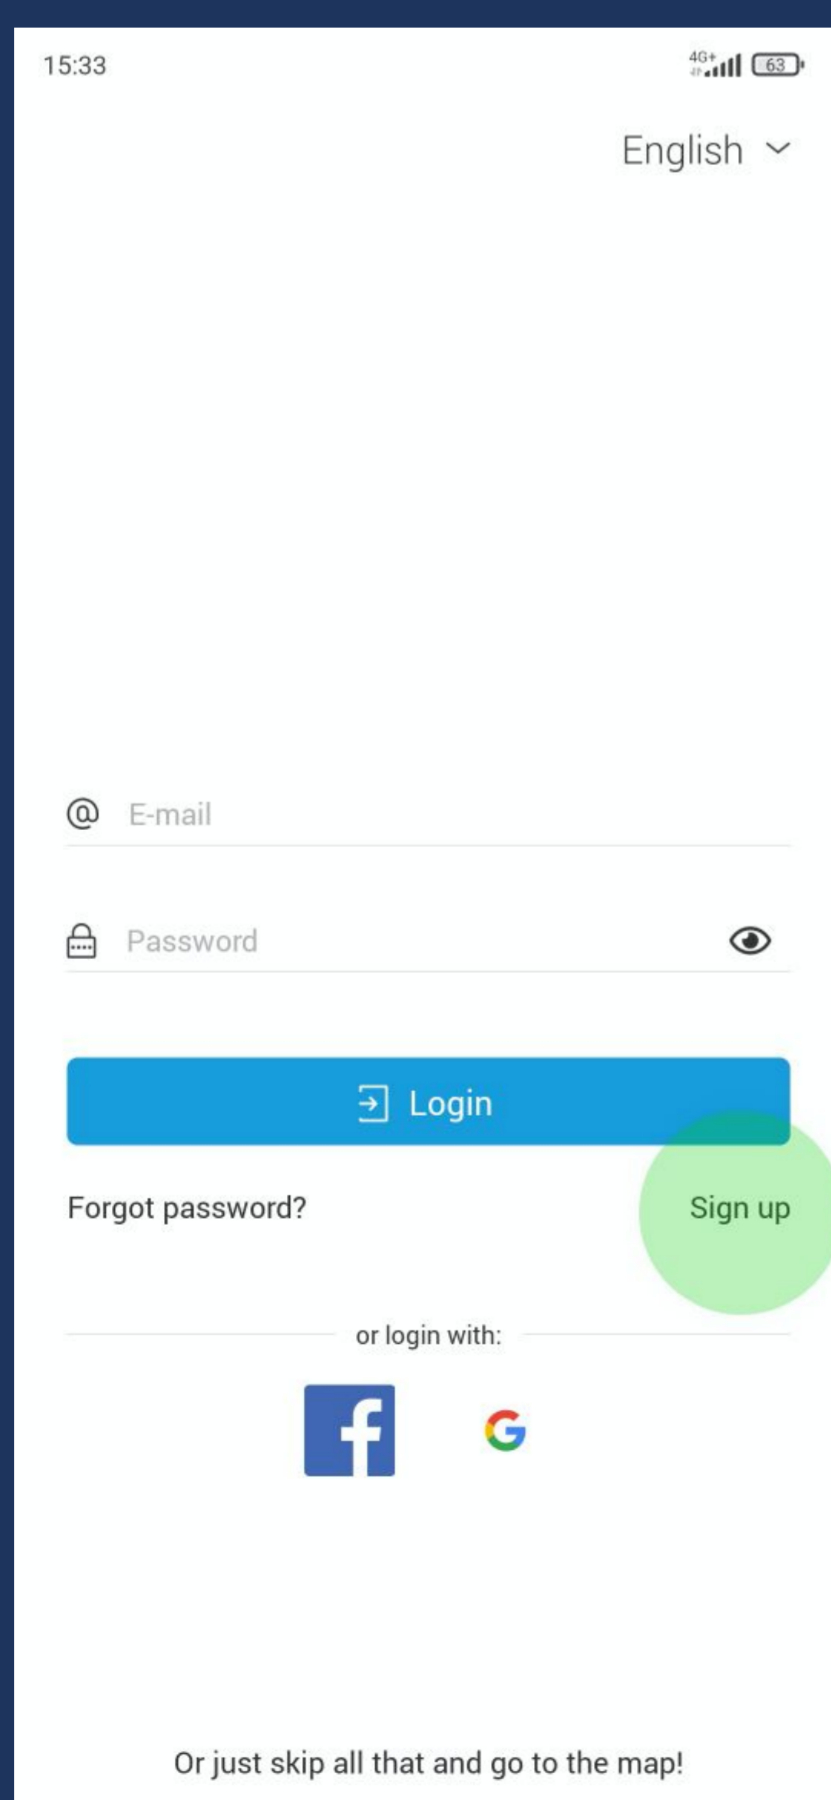 15:33
4G+
63
English
@ E-mail
Password
Login
Forgot password?
Sign up
or login with:
Or just skip all that and go to the map!